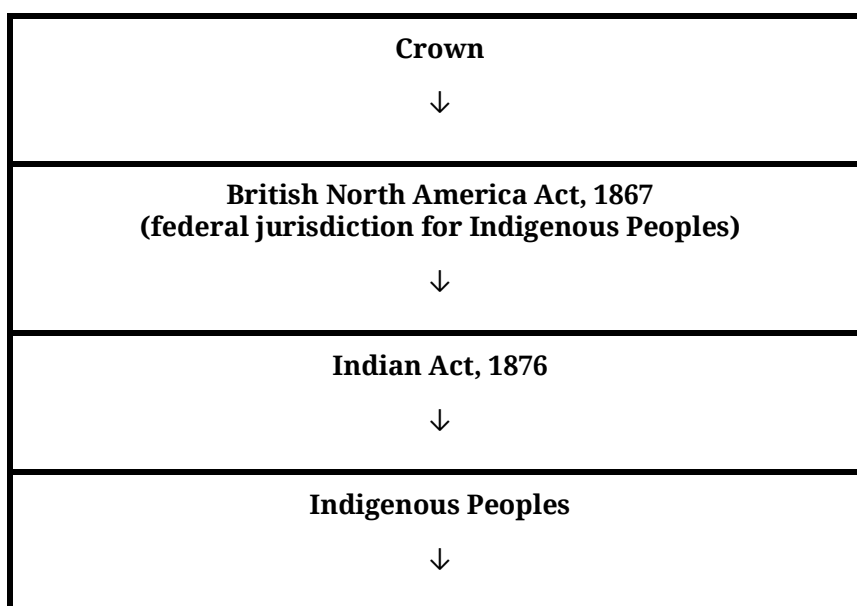 Crown
↓
British North America Act, 1867
(federal jurisdiction for Indigenous Peoples)
↓
Indian Act, 1876
↓
Indigenous Peoples
↓